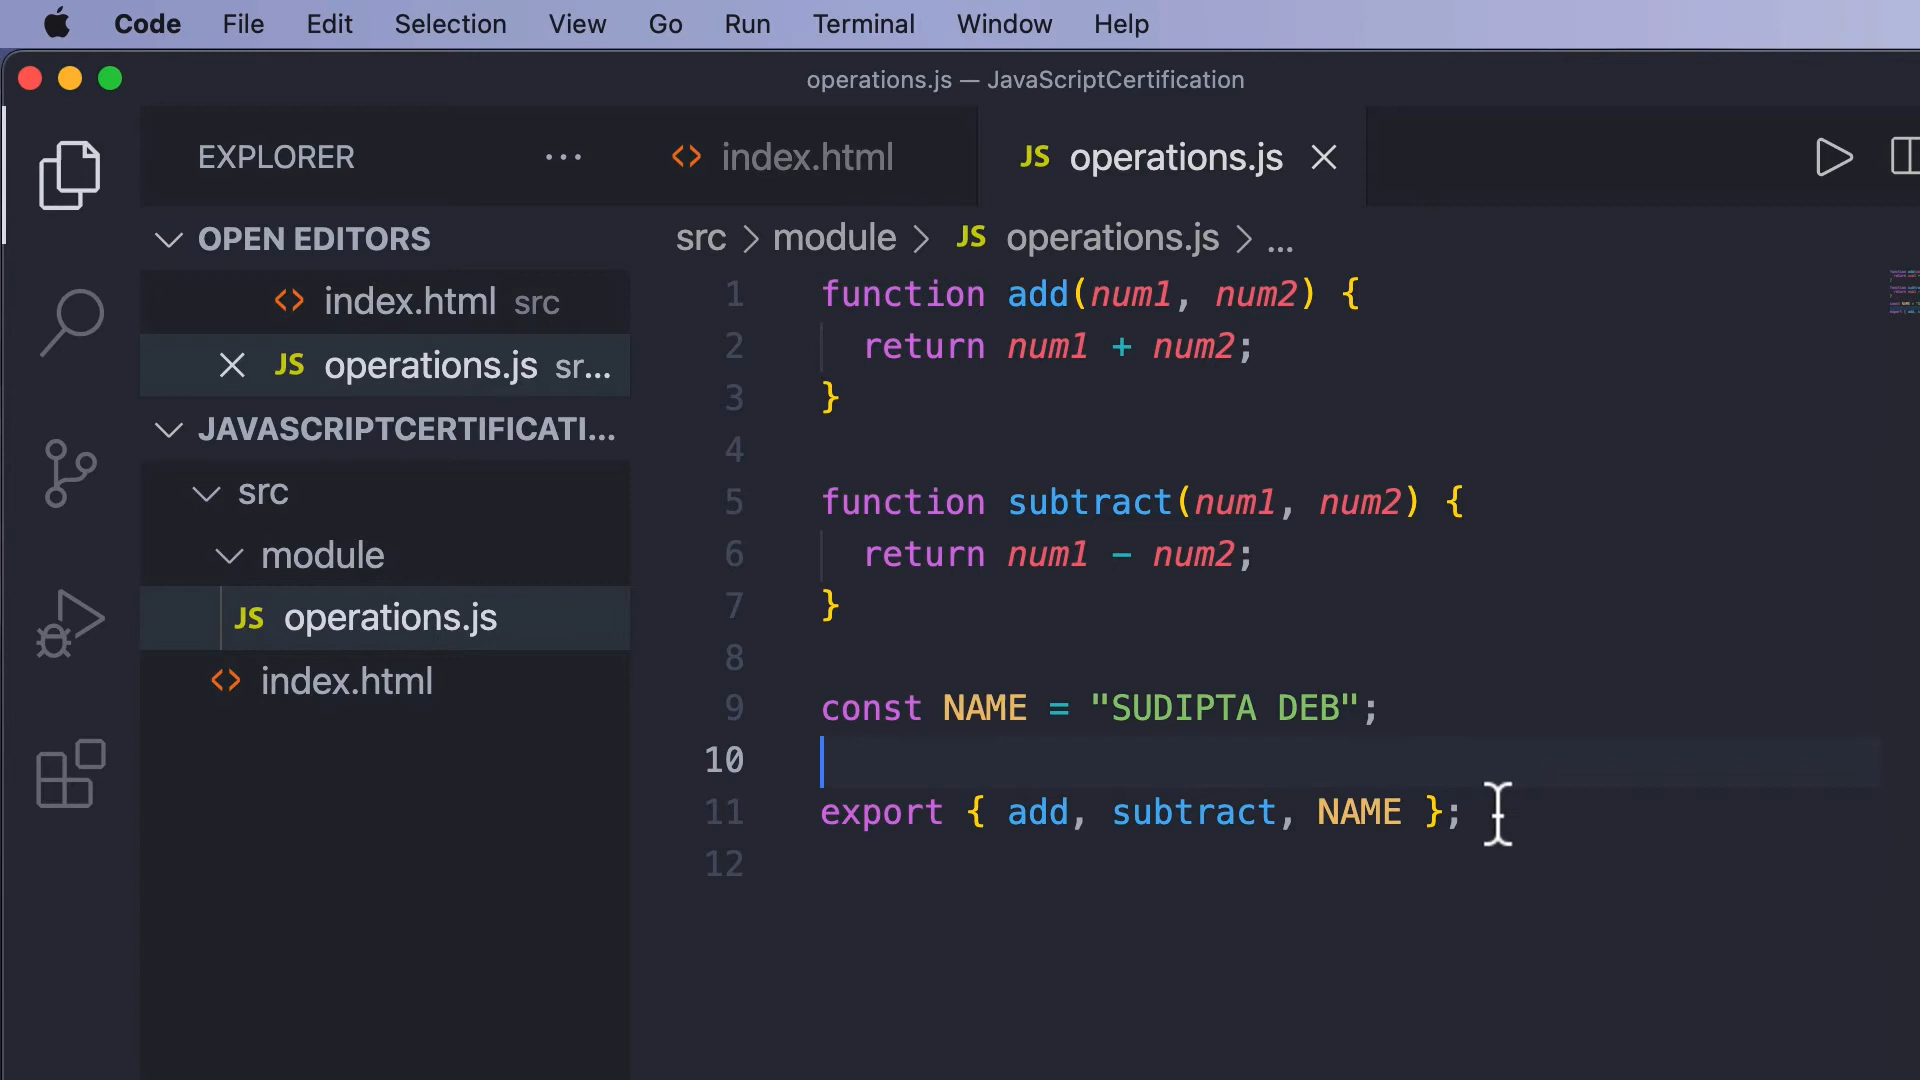 Code File Edit Selection View Go Run Terminal Window Help
operations.js — JavaScriptCertification
EXPLORER ... <> index.html JS operations.js
OPEN EDITORS
<> index.html src
JS operations.js sr...
JAVASCRIPTCERTIFICATI...
src
module
JS operations.js
<> index.html
src > module > JS operations.js > ...
1 function add(num1, num2) {
2 return num1 + num2;
3 }
4
5 function subtract(num1, num2) {
6 return num1 - num2;
7 }
8
9 const NAME = "SUDIPTA DEB";
10
11 export { add, subtract, NAME };
12